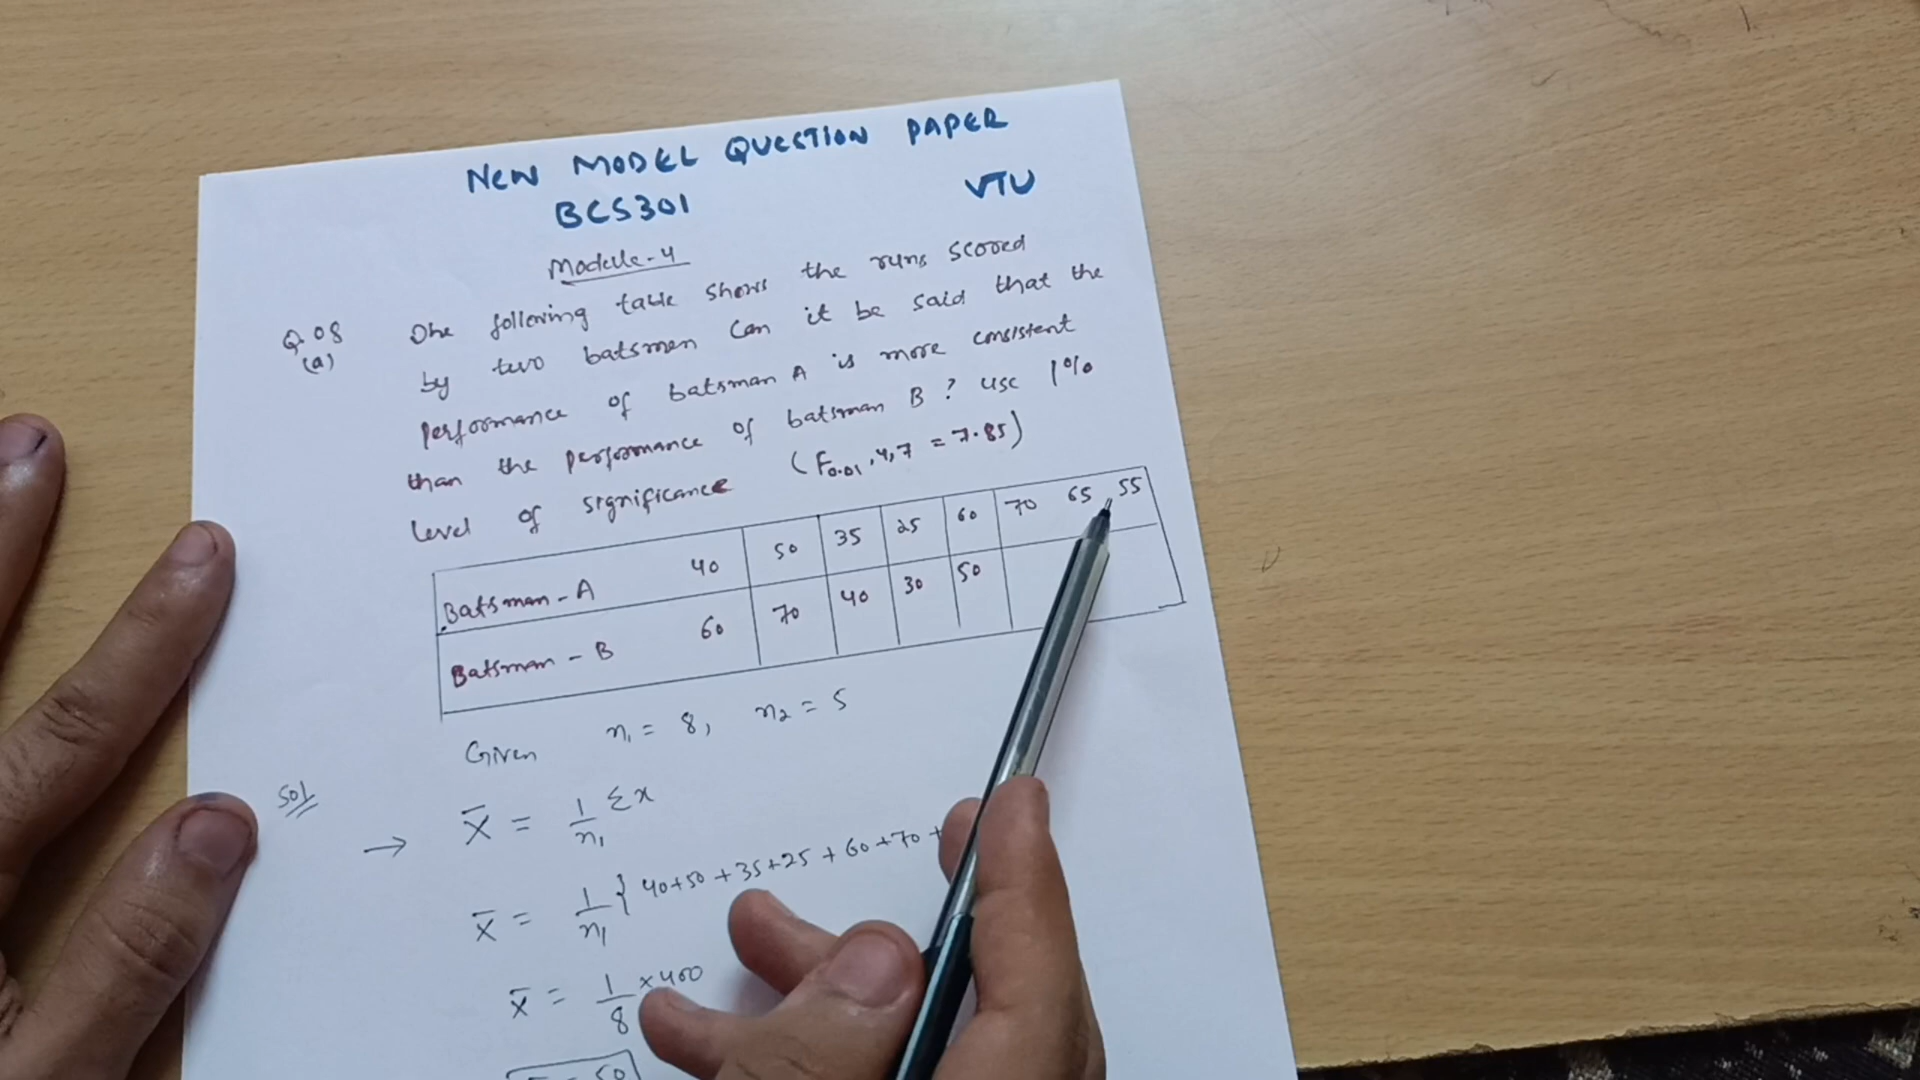 NEW MODEL QUESTION PAPER
BCS301 VTU
Module-4
Q.08 The following table shows the runs scored
(a) by two batsmen Can it be said that the
performance of batsman A is more consistent
than the performance of batsman B ? Use 1%
level of significance (F0.01,4,7 = 7.85)
Batsman - A 40 50 35 25 60 70 65 55
Batsman - B 60 70 40 30 50
Given n₁ = 8, n₂ = 5
Sol
→ X̄ = 1/n₁ Σx
x̄ = 1/n₁ { 40+50+35+25+60+70+
x̄ = 1/8 × 400
50